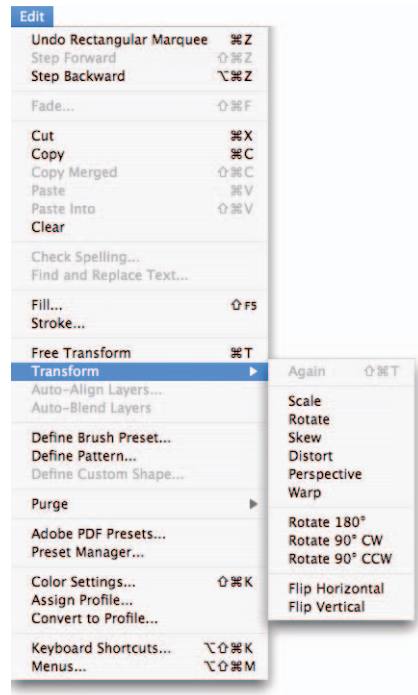 Edit
Undo Rectangular Marquee ⌘Z
Step Forward ⇧⌘Z
Step Backward ⌥⌘Z
Fade... ⇧⌘F
Cut ⌘X
Copy ⌘C
Copy Merged ⇧⌘C
Paste ⌘V
Paste Into ⇧⌘V
Clear
Check Spelling...
Find and Replace Text...
Fill... ⇧F5
Stroke...
Free Transform ⌘T
Transform ▶
Auto-Align Layers...
Auto-Blend Layers
Define Brush Preset...
Define Pattern...
Define Custom Shape...
Purge ▶
Adobe PDF Presets...
Preset Manager...
Color Settings... ⇧⌘K
Assign Profile...
Convert to Profile...
Keyboard Shortcuts... ⌥⇧⌘K
Menus... ⌥⇧⌘M
Again ⇧⌘T
Scale
Rotate
Skew
Distort
Perspective
Warp
Rotate 180°
Rotate 90° CW
Rotate 90° CCW
Flip Horizontal
Flip Vertical